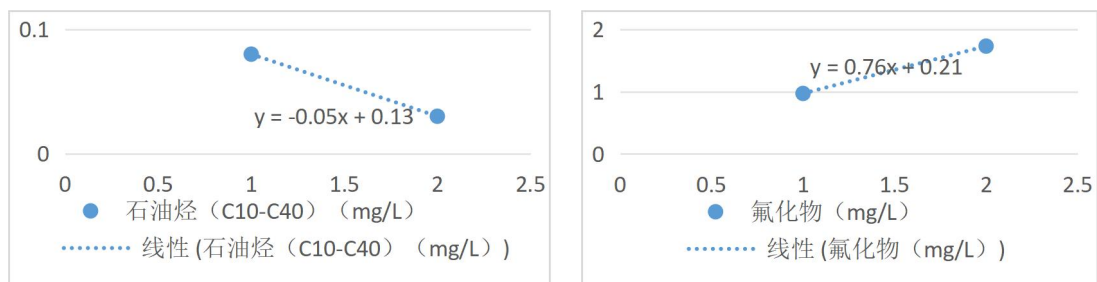 0.1
y = -0.05x + 0.13
0
0 0.5 1 1.5 2 2.5
石油烃（C10-C40）（mg/L）
线性 (石油烃（C10-C40）（mg/L）)
2
y = 0.76x + 0.21
1
0
0 0.5 1 1.5 2 2.5
氟化物（mg/L）
线性 (氟化物（mg/L）)